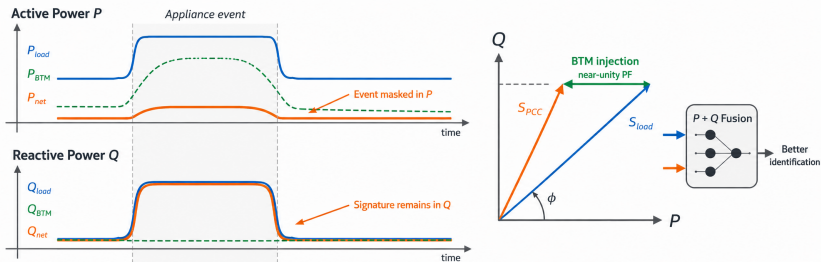 Active Power P
Appliance event
P_load
P_BTM
P_net
Event masked in P
time
Reactive Power Q
Q_load
Q_BTM
Q_net
Signature remains in Q
time
Q
BTM injection
near-unity PF
S_PCC
S_load
ϕ
P
P + Q Fusion
Better
identification